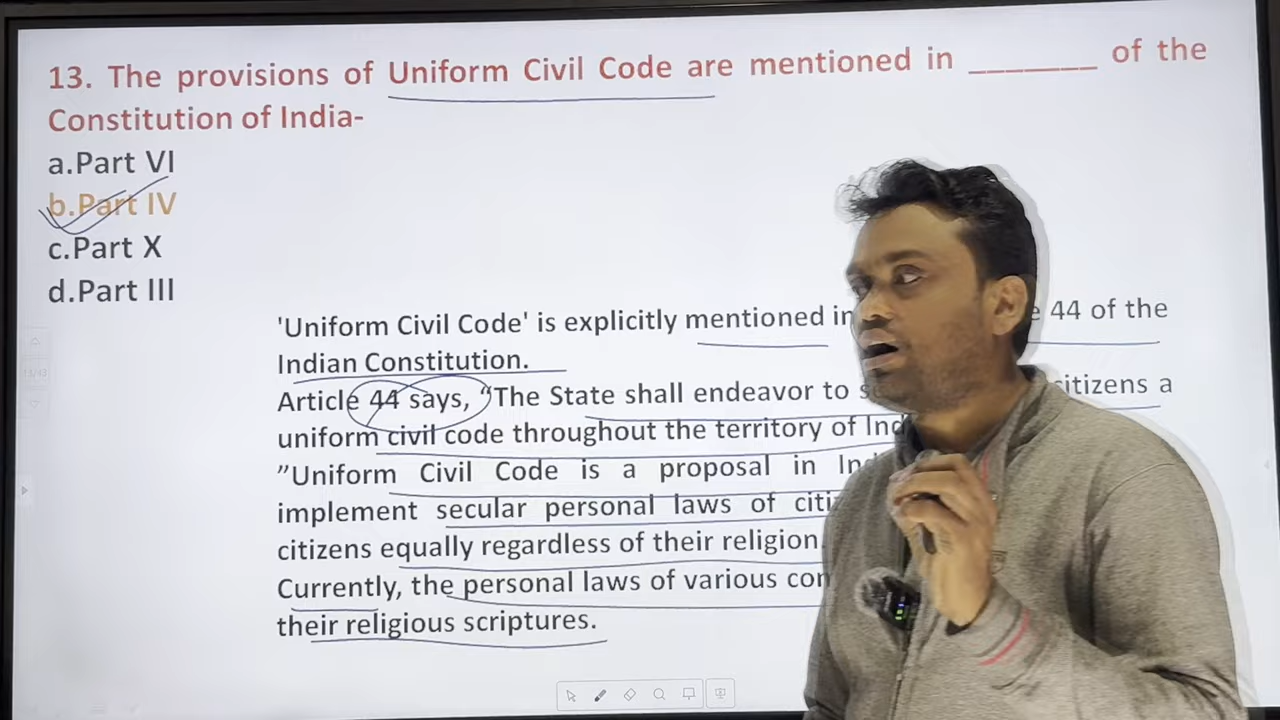 13. The provisions of Uniform Civil Code are mentioned in _______ of the
Constitution of India-
a.Part VI
b.Part IV
c.Part X
d.Part III
'Uniform Civil Code' is explicitly mentioned in 44 of the
Indian Constitution.
Article 44 says, “The State shall endeavor to citizens a
uniform civil code throughout the territory of
”Uniform Civil Code is a proposal in
implement secular personal laws of
citizens equally regardless of their religion.
Currently, the personal laws of various
their religious scriptures.
13/43